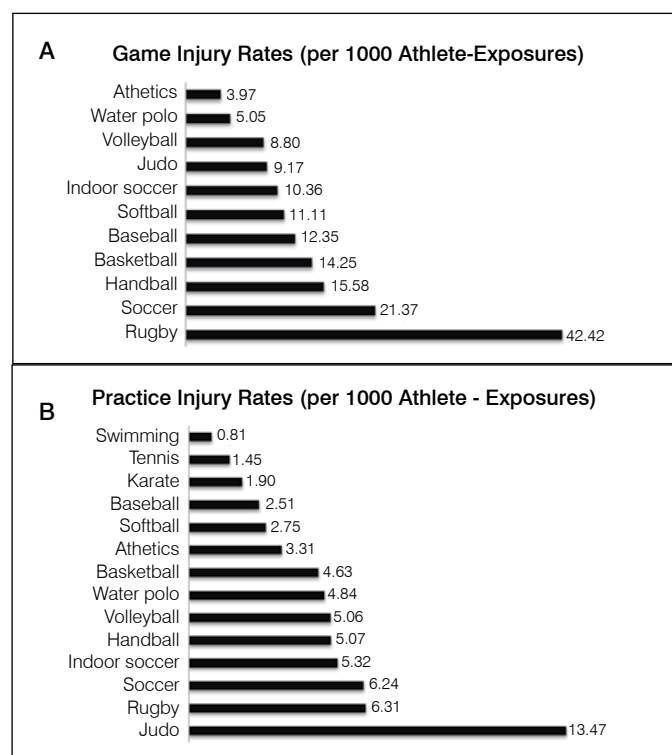 A
Game Injury Rates (per 1000 Athlete-Exposures)
Athetics 3.97
Water polo 5.05
Volleyball 8.80
Judo 9.17
Indoor soccer 10.36
Softball 11.11
Baseball 12.35
Basketball 14.25
Handball 15.58
Soccer 21.37
Rugby 42.42
B
Practice Injury Rates (per 1000 Athlete - Exposures)
Swimming 0.81
Tennis 1.45
Karate 1.90
Baseball 2.51
Softball 2.75
Athetics 3.31
Basketball 4.63
Water polo 4.84
Volleyball 5.06
Handball 5.07
Indoor soccer 5.32
Soccer 6.24
Rugby 6.31
Judo 13.47